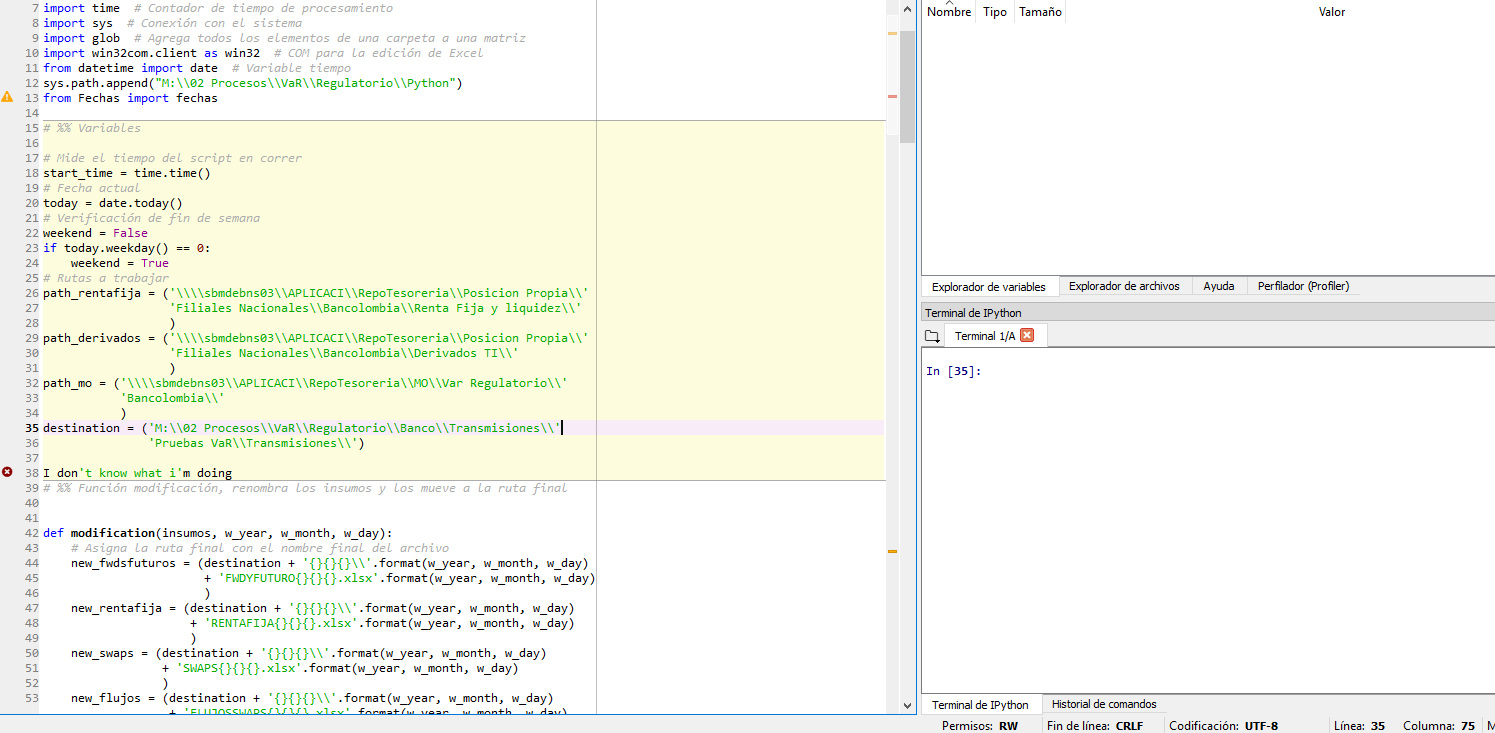 7 import time  # Contador de tiempo de procesamiento
8 import sys  # Conexión con el sistema
9 import glob  # Agrega todos los elementos de una carpeta a una matriz
10 import win32com.client as win32  # COM para la edición de Excel
11 from datetime import date  # Variable tiempo
12 sys.path.append("M:\\02 Procesos\\VaR\\Regulatorio\\Python")
13 from Fechas import fechas
14
15 # %% Variables
16
17 # Mide el tiempo del script en correr
18 start_time = time.time()
19 # Fecha actual
20 today = date.today()
21 # Verificación de fin de semana
22 weekend = False
23 if today.weekday() == 0:
24     weekend = True
25 # Rutas a trabajar
26 path_rentafija = ('\\\\sbmdebns03\\APLICACI\\RepoTesoreria\\Posicion Propia\\'
27                   'Filiales Nacionales\\Bancolombia\\Renta Fija y liquidez\\'
28                   )
29 path_derivados = ('\\\\sbmdebns03\\APLICACI\\RepoTesoreria\\Posicion Propia\\'
30                   'Filiales Nacionales\\Bancolombia\\Derivados TI\\'
31                   )
32 path_mo = ('\\\\sbmdebns03\\APLICACI\\RepoTesoreria\\MO\\Var Regulatorio\\'
33            'Bancolombia\\'
34            )
35 destination = ('M:\\02 Procesos\\VaR\\Regulatorio\\Banco\\Transmisiones\\'
36                'Pruebas VaR\\Transmisiones\\')
37
38 I don't know what i'm doing
39 # %% Función modificación, renombra los insumos y los mueve a la ruta final
40
41
42 def modification(insumos, w_year, w_month, w_day):
43     # Asigna la ruta final con el nombre final del archivo
44     new_fwdsfuturos = (destination + '{}{}{}\\'.format(w_year, w_month, w_day)
45                        + 'FWDYFUTURO{}{}{}.xlsx'.format(w_year, w_month, w_day)
46                        )
47     new_rentafija = (destination + '{}{}{}\\'.format(w_year, w_month, w_day)
48                      + 'RENTAFIJA{}{}{}.xlsx'.format(w_year, w_month, w_day)
49                      )
50     new_swaps = (destination + '{}{}{}\\'.format(w_year, w_month, w_day)
51                  + 'SWAPS{}{}{}.xlsx'.format(w_year, w_month, w_day)
52                  )
53     new_flujos = (destination + '{}{}{}\\'.format(w_year, w_month, w_day)
+ 'FLUJOSSWAPS{}{}{}.xlsx'.format(w_year, w_month, w_day)
Nombre Tipo Tamaño Valor
Explorador de variables Explorador de archivos Ayuda Perfilador (Profiler)
Terminal de IPython
Terminal 1/A
In [35]:
Terminal de IPython Historial de comandos
Permisos: RW Fin de línea: CRLF Codificación: UTF-8 Línea: 35 Columna: 75 M